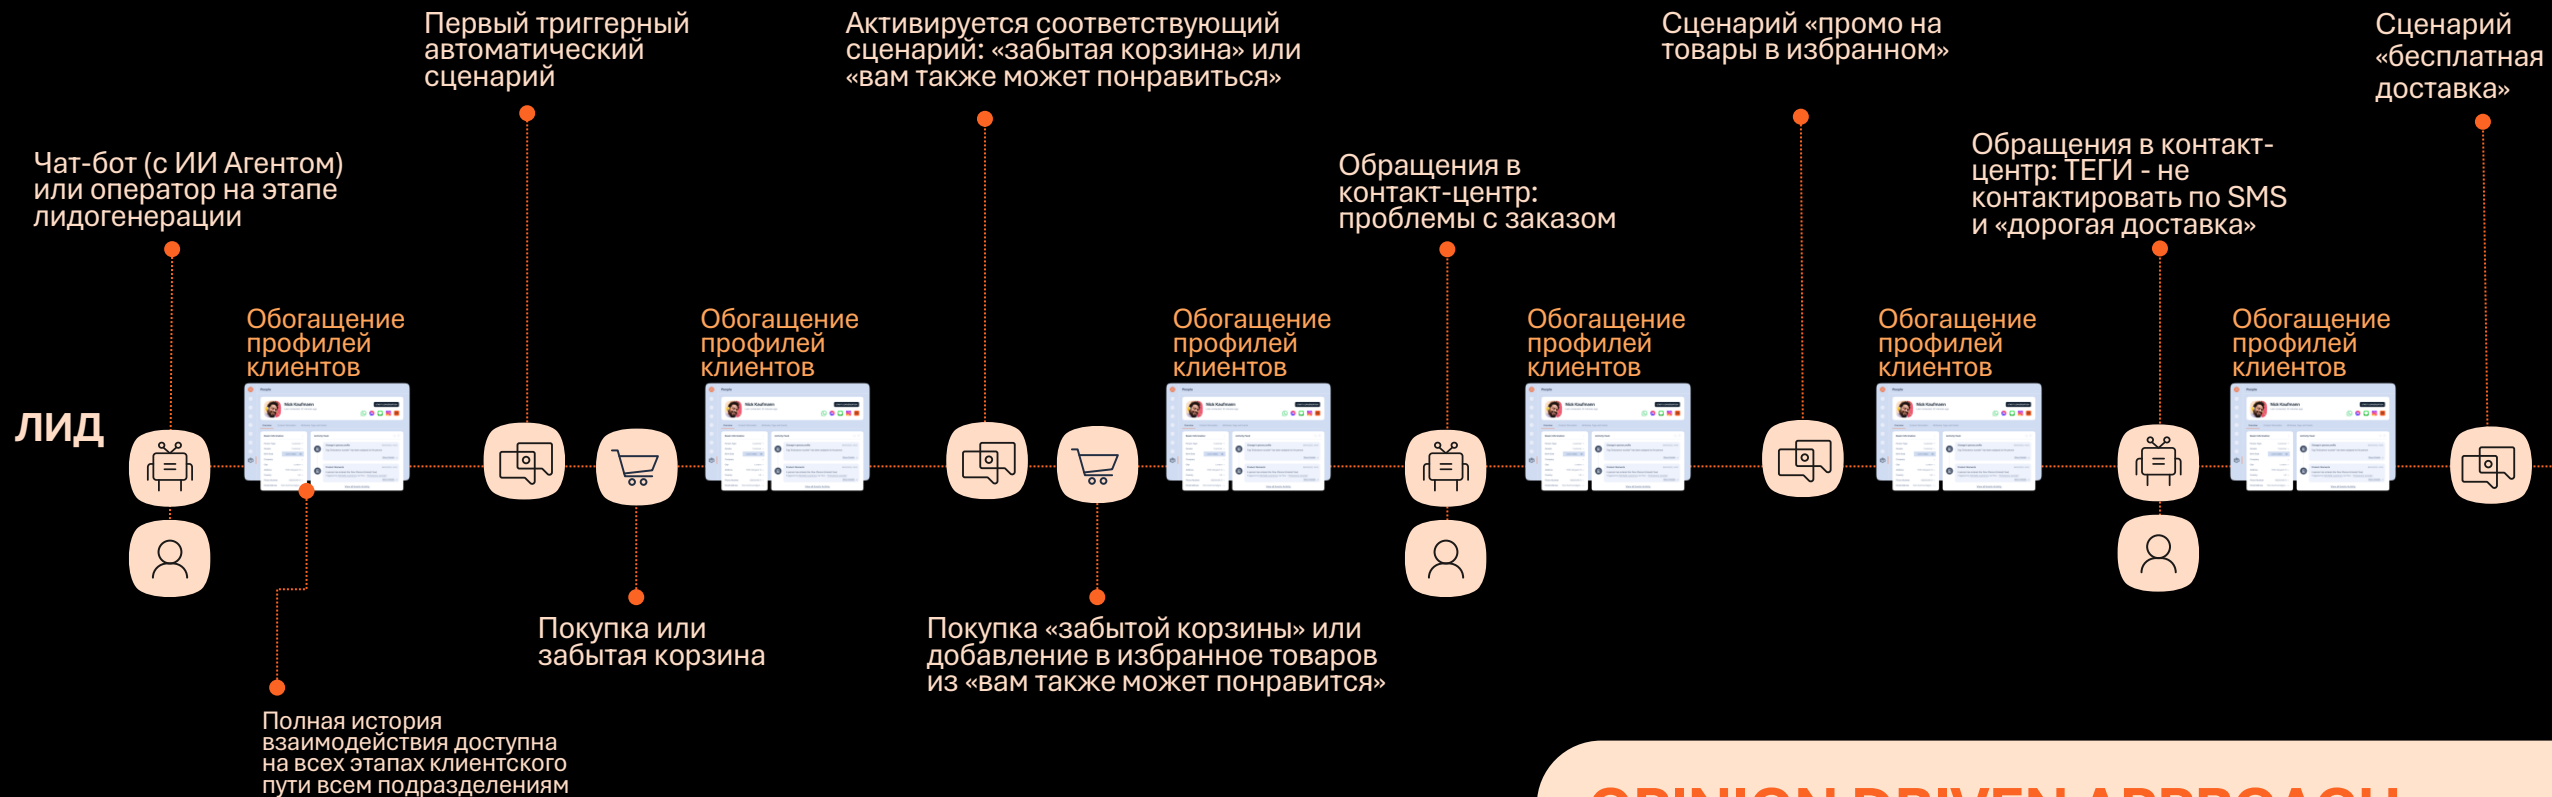 Первый триггерный
автоматический
сценарий
Активируется соответствующий
сценарий: «забытая корзина» или
«вам также может понравиться»
Сценарий «промо на
товары в избранном»
Сценарий
«бесплатная
доставка»
Чат-бот (с ИИ Агентом)
или оператор на этапе
лидогенерации
Обращения в
контакт-центр:
проблемы с заказом
Обращения в контакт-
центр: ТЕГИ - не
контактировать по SMS
и «дорогая доставка»
Обогащение
профилей
клиентов
Обогащение
профилей
клиентов
Обогащение
профилей
клиентов
Обогащение
профилей
клиентов
Обогащение
профилей
клиентов
Обогащение
профилей
клиентов
ЛИД
Покупка или
забытая корзина
Покупка «забытой корзины» или
добавление в избранное товаров
из «вам также может понравится»
Полная история
взаимодействия доступна
на всех этапах клиентского
пути всем подразделениям
OPINION DRIVEN APPROACH